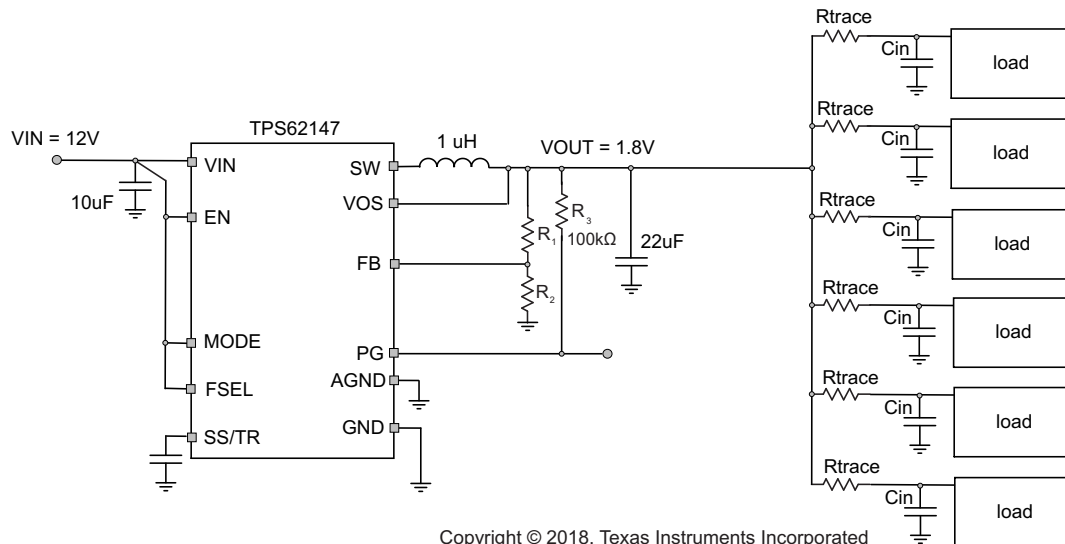 Rtrace
Cin
load
Rtrace
Cin
load
TPS62147
1 uH
VIN = 12V
VOUT = 1.8V
VIN
SW
10uF
VOS
EN
R3
R1
100kΩ
22uF
FB
R2
Rtrace
Cin
load
Rtrace
Cin
load
MODE
PG
FSEL
AGND
SS/TR
GND
Rtrace
Cin
load
Rtrace
Cin
load
Copyright © 2018, Texas Instruments Incorporated